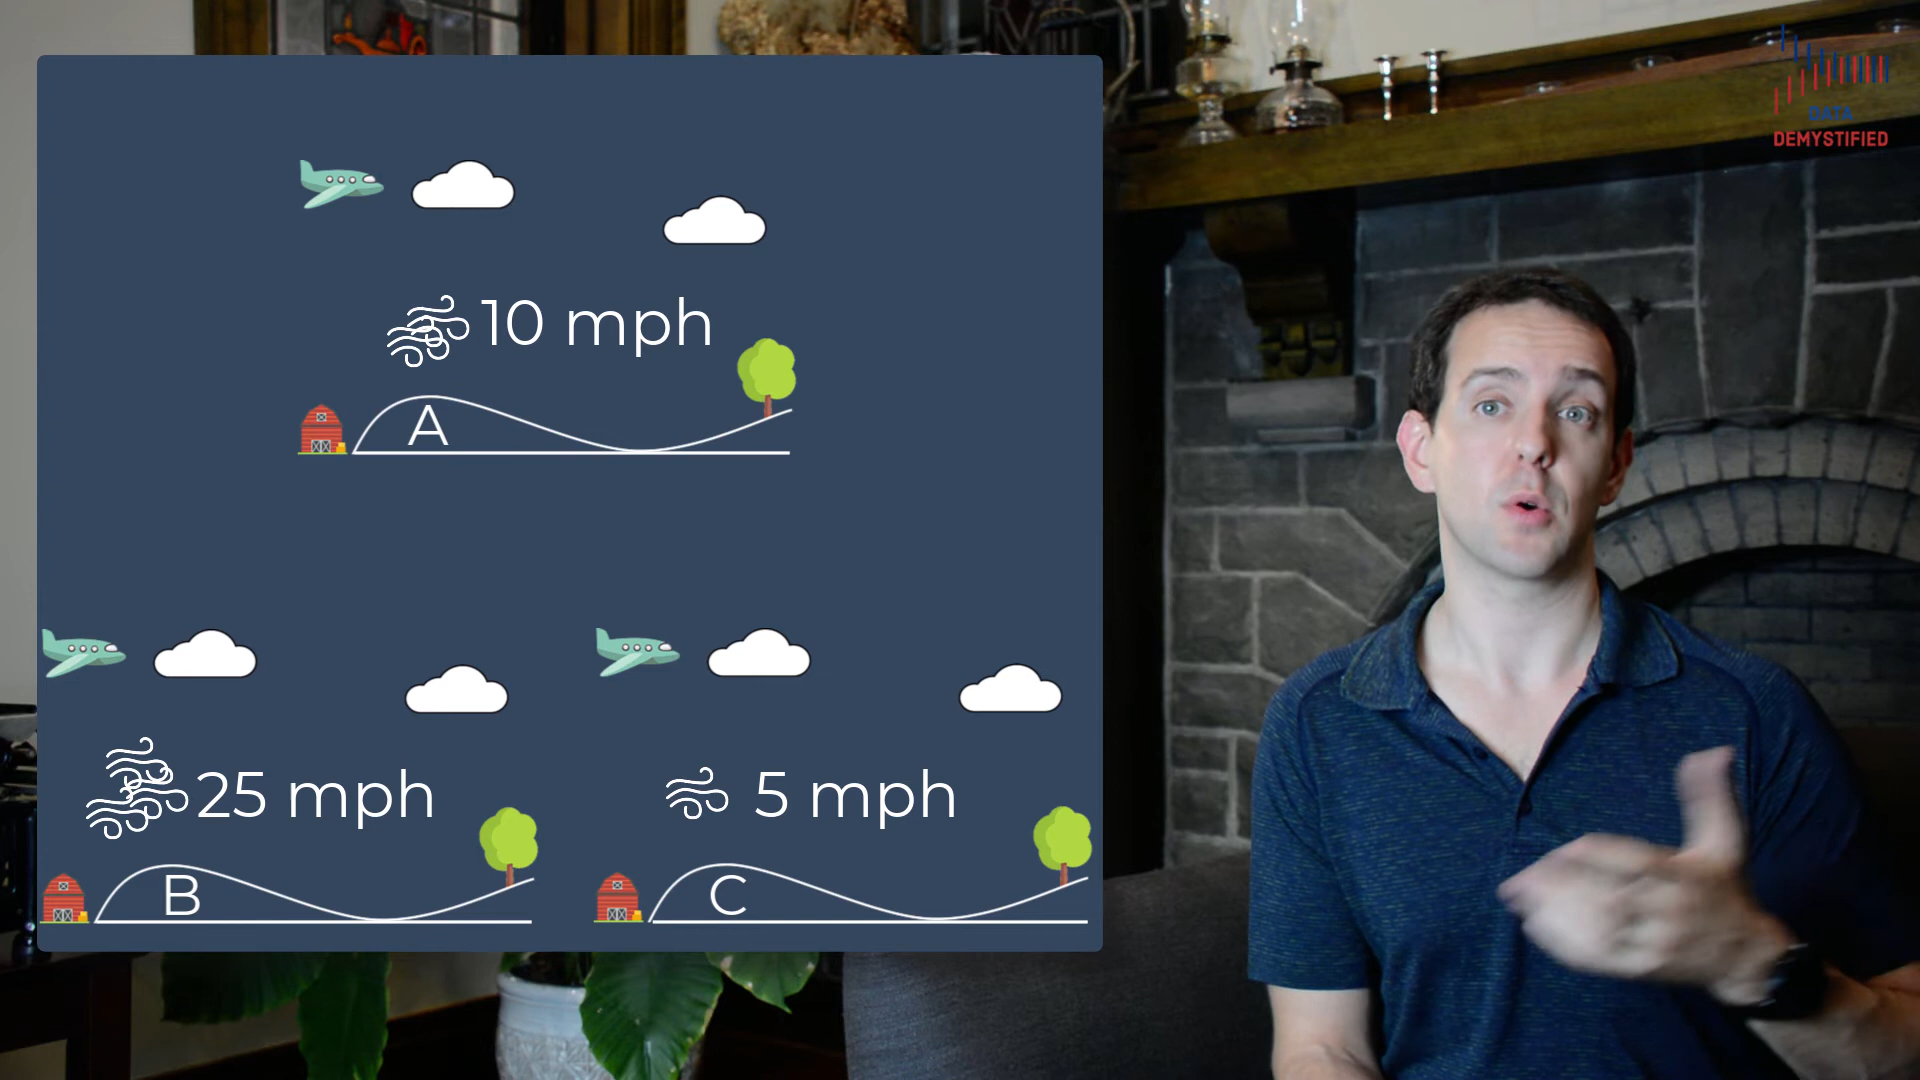 10 mph
A
25 mph
B
5 mph
C
DATA
DEMYSTIFIED